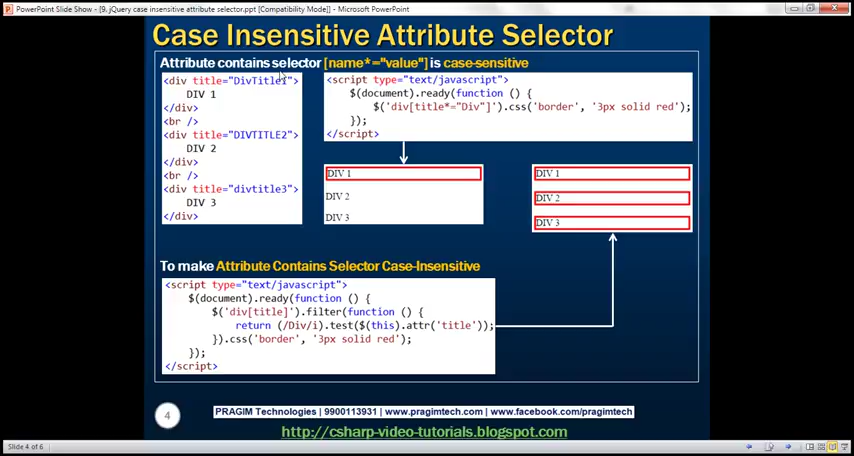 PowerPoint Slide Show - [9. jQuery case insensitive attribute selector.ppt [Compatibility Mode]] - Microsoft PowerPoint
Case Insensitive Attribute Selector
Attribute contains selector [name*="value"] is case-sensitive
<div title="DivTitle1">
DIV 1
</div>
<br />
<div title="DIVTITLE2">
DIV 2
</div>
<br />
<div title="divtitle3">
DIV 3
</div>
<script type="text/javascript">
$(document).ready(function () {
$('div[title*="Div"]').css('border', '3px solid red');
});
</script>
DIV 1
DIV 2
DIV 3
DIV 1
DIV 2
DIV 3
To make Attribute Contains Selector Case-Insensitive
<script type="text/javascript">
$(document).ready(function () {
$('div[title]').filter(function () {
return (/Div/i).test($(this).attr('title'));
}).css('border', '3px solid red');
});
</script>
4
PRAGIM Technologies | 9900113931 | www.pragimtech.com | www.facebook.com/pragimtech
http://csharp-video-tutorials.blogspot.com
Slide 4 of 6